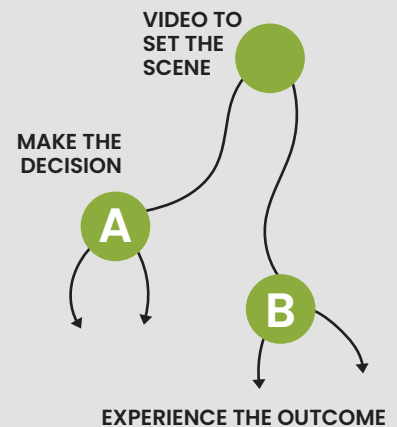 VIDEO TO
SET THE
SCENE
MAKE THE
DECISION
A
B
EXPERIENCE THE OUTCOME